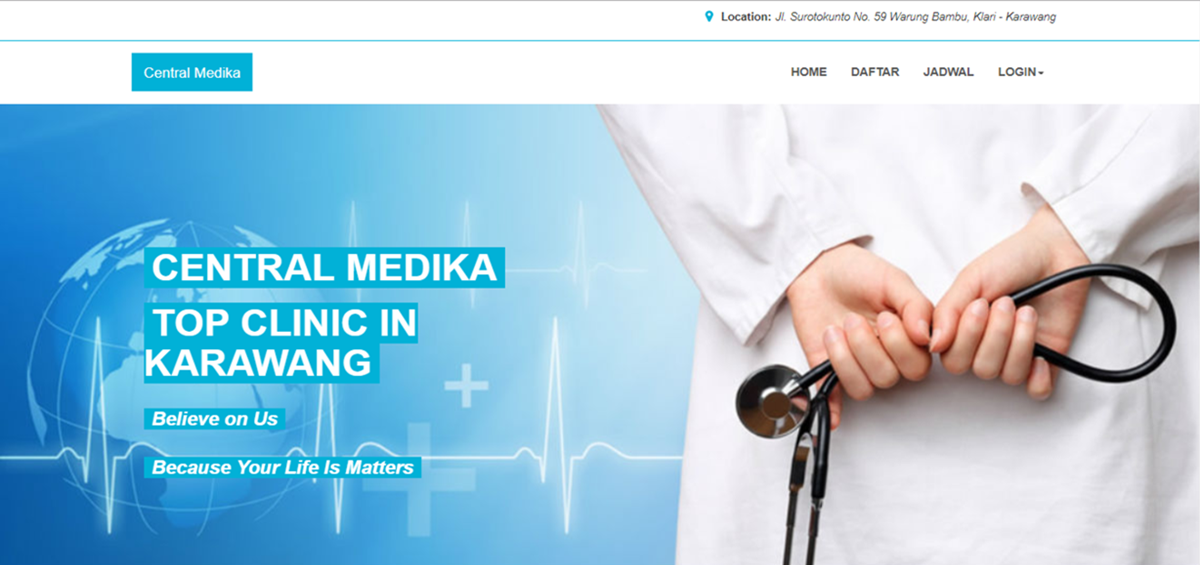 Location: Jl. Surotokunto No. 59 Warung Bambu, Klari - Karawang
Central Medika
HOME DAFTAR JADWAL LOGIN
CENTRAL MEDIKA
TOP CLINIC IN
KARAWANG
Believe on Us
Because Your Life Is Matters